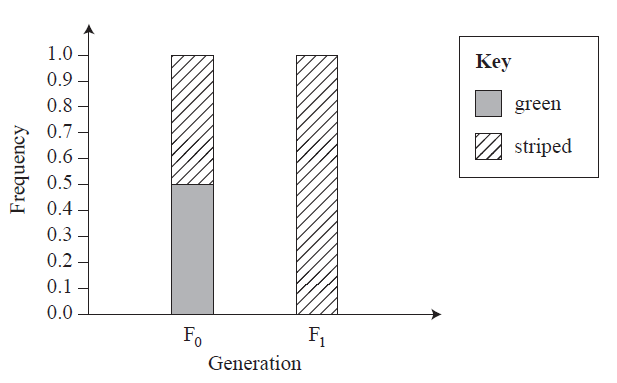 Frequency
1.0
0.9
0.8
0.7
0.6
0.5
0.4
0.3
0.2
0.1
0.0
F₀
F₁
Generation
Key
green
striped